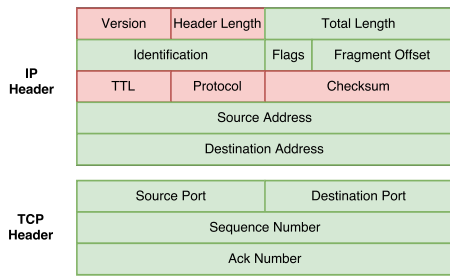 Version Header Length Total Length
Identification Flags Fragment Offset
IP
Header
TTL Protocol Checksum
Source Address
Destination Address
Source Port Destination Port
TCP
Header
Sequence Number
Ack Number